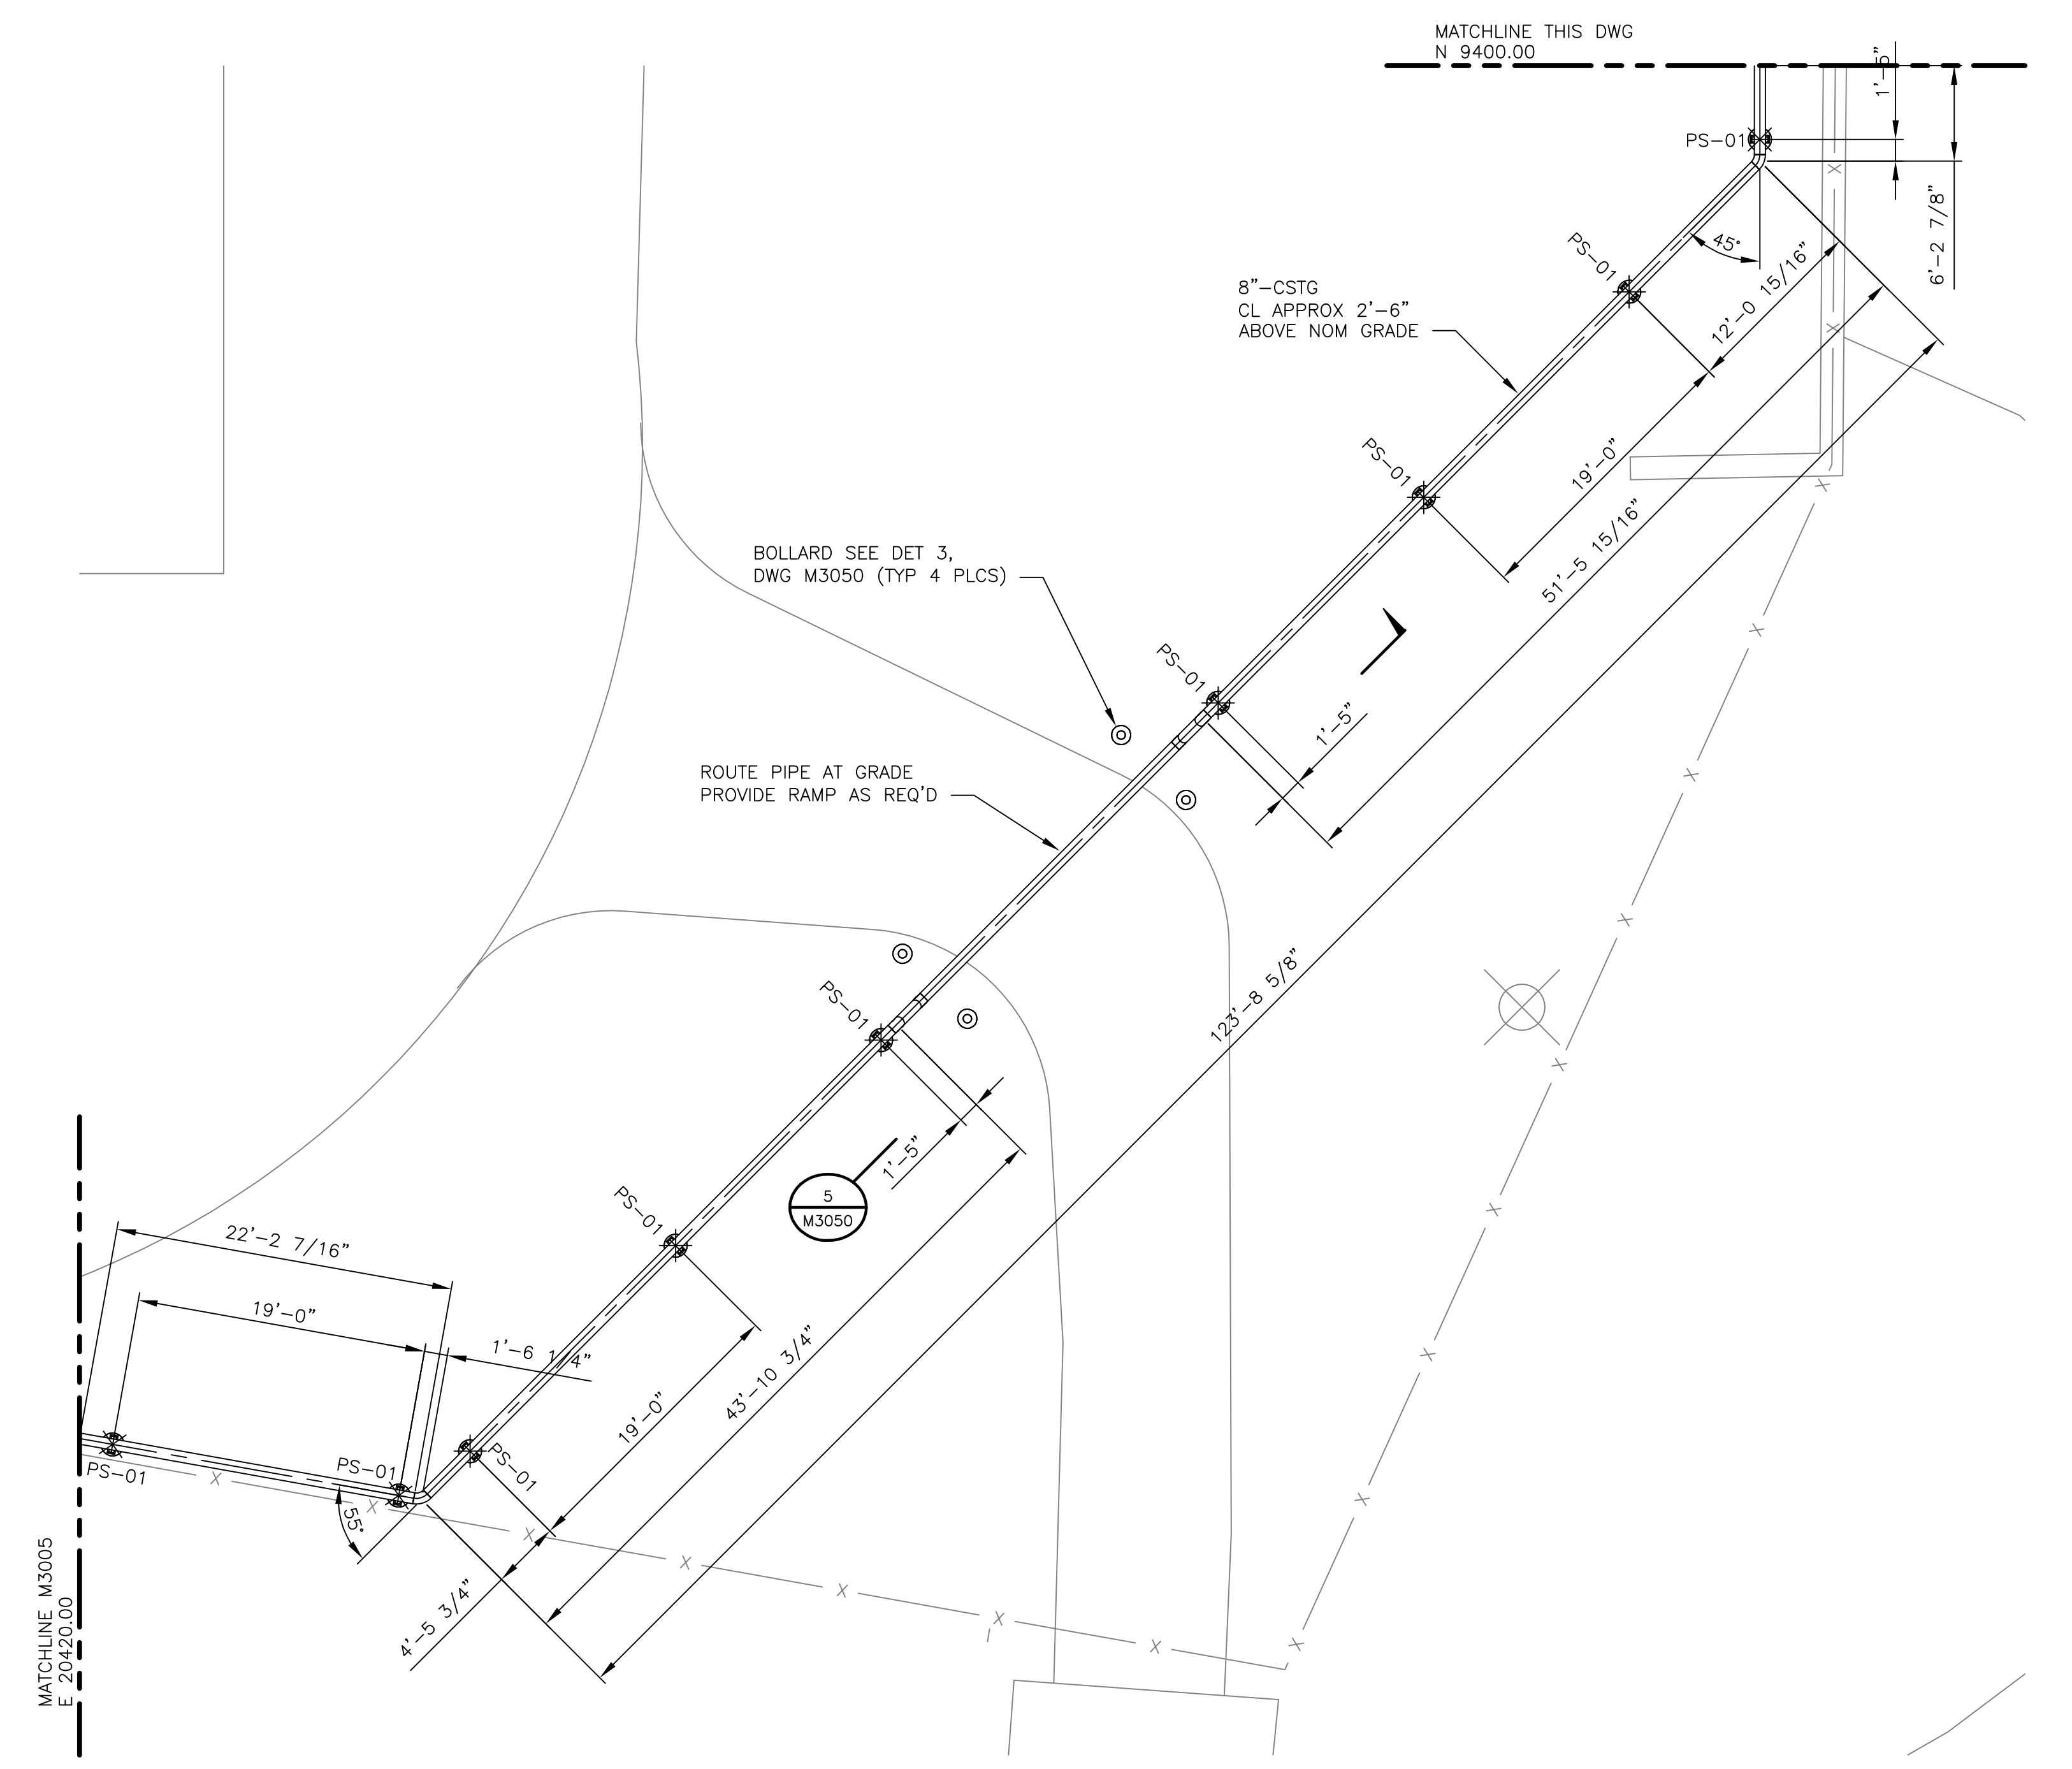 MATCHLINE THIS DWG
N 9400.00
1'-5"
PS-01
6'-2 7/8"
45°
PS-01
12'-0 15/16"
8"-CSTG
CL APPROX 2'-6"
ABOVE NOM GRADE
PS-01
19'-0"
51'-5 15/16"
BOLLARD SEE DET 3,
DWG M3050 (TYP 4 PLCS)
PS-01
1'-5"
ROUTE PIPE AT GRADE
PROVIDE RAMP AS REQ'D
123'-8 5/8"
PS-01
1'-5"
5
M3050
PS-01
22'-2 7/16"
19'-0"
1'-6 1/4"
43'-10 3/4"
19'-0"
PS-01
PS-01
PS-01
55°
4'-5 3/4"
MATCHLINE M3005
E 20420.00